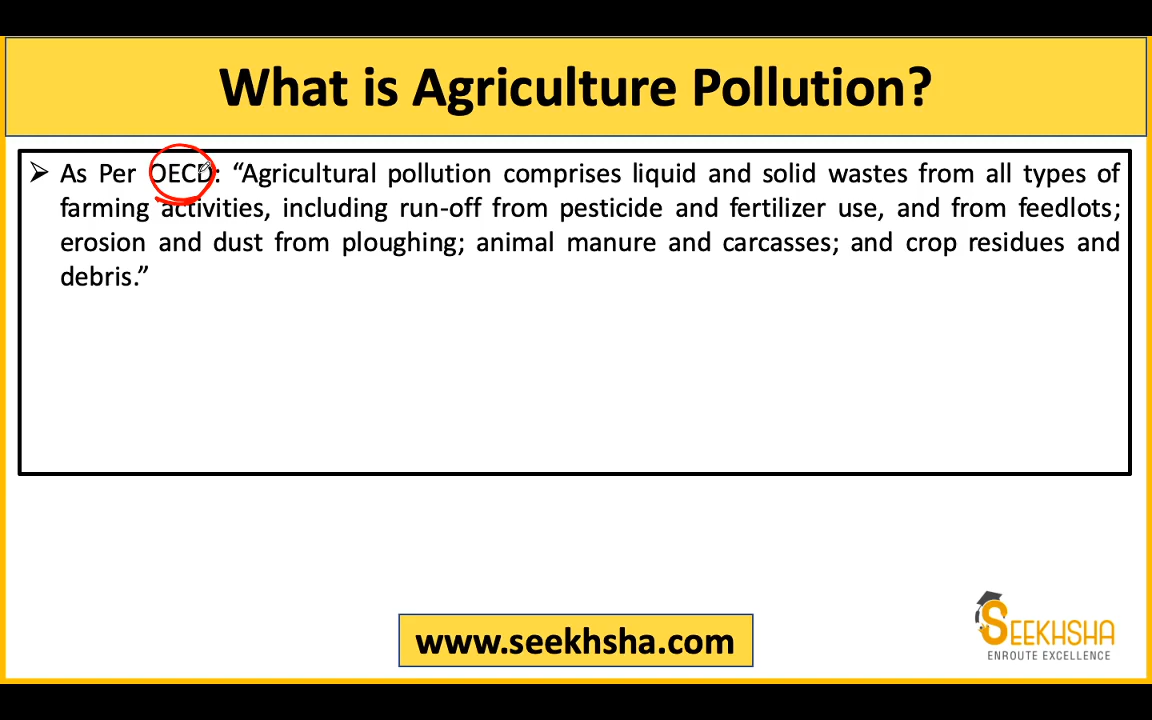 What is Agriculture Pollution?
➢ As Per OECD: “Agricultural pollution comprises liquid and solid wastes from all types of
farming activities, including run-off from pesticide and fertilizer use, and from feedlots;
erosion and dust from ploughing; animal manure and carcasses; and crop residues and
debris.”
www.seekhsha.com
SEEKHSHA
ENROUTE EXCELLENCE